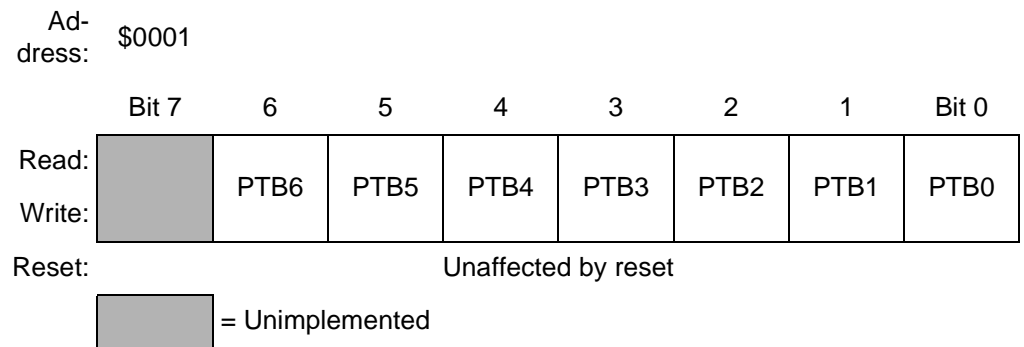 Ad-
dress: $0001
Bit 7 6 5 4 3 2 1 Bit 0
Read:
PTB6 PTB5 PTB4 PTB3 PTB2 PTB1 PTB0
Write:
Reset: Unaffected by reset
= Unimplemented